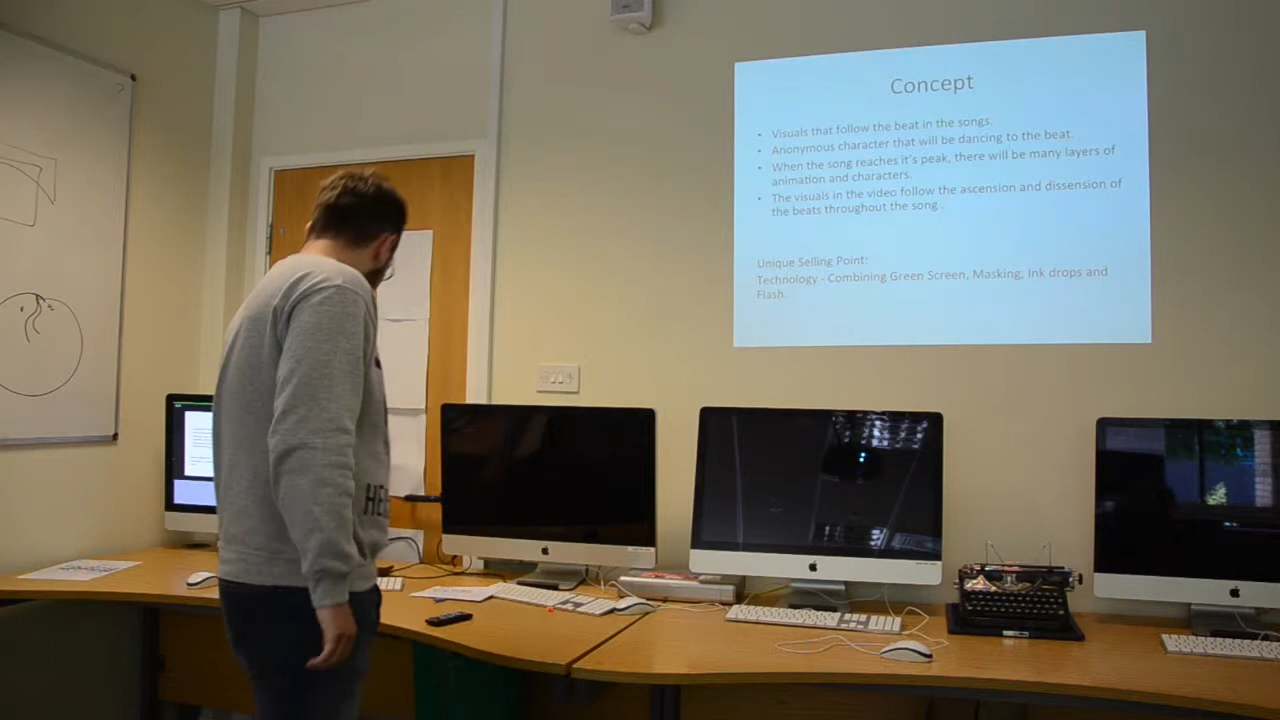 Concept
• Visuals that follow the beat in the songs.
• Anonymous character that will be dancing to the beat.
• When the song reaches it's peak, there will be many layers of
animation and characters.
• The visuals in the video follow the ascension and dissension of
the beats throughout the song .
Unique Selling Point:
Technology - Combining Green Screen, Masking, Ink drops and
Flash.
HE